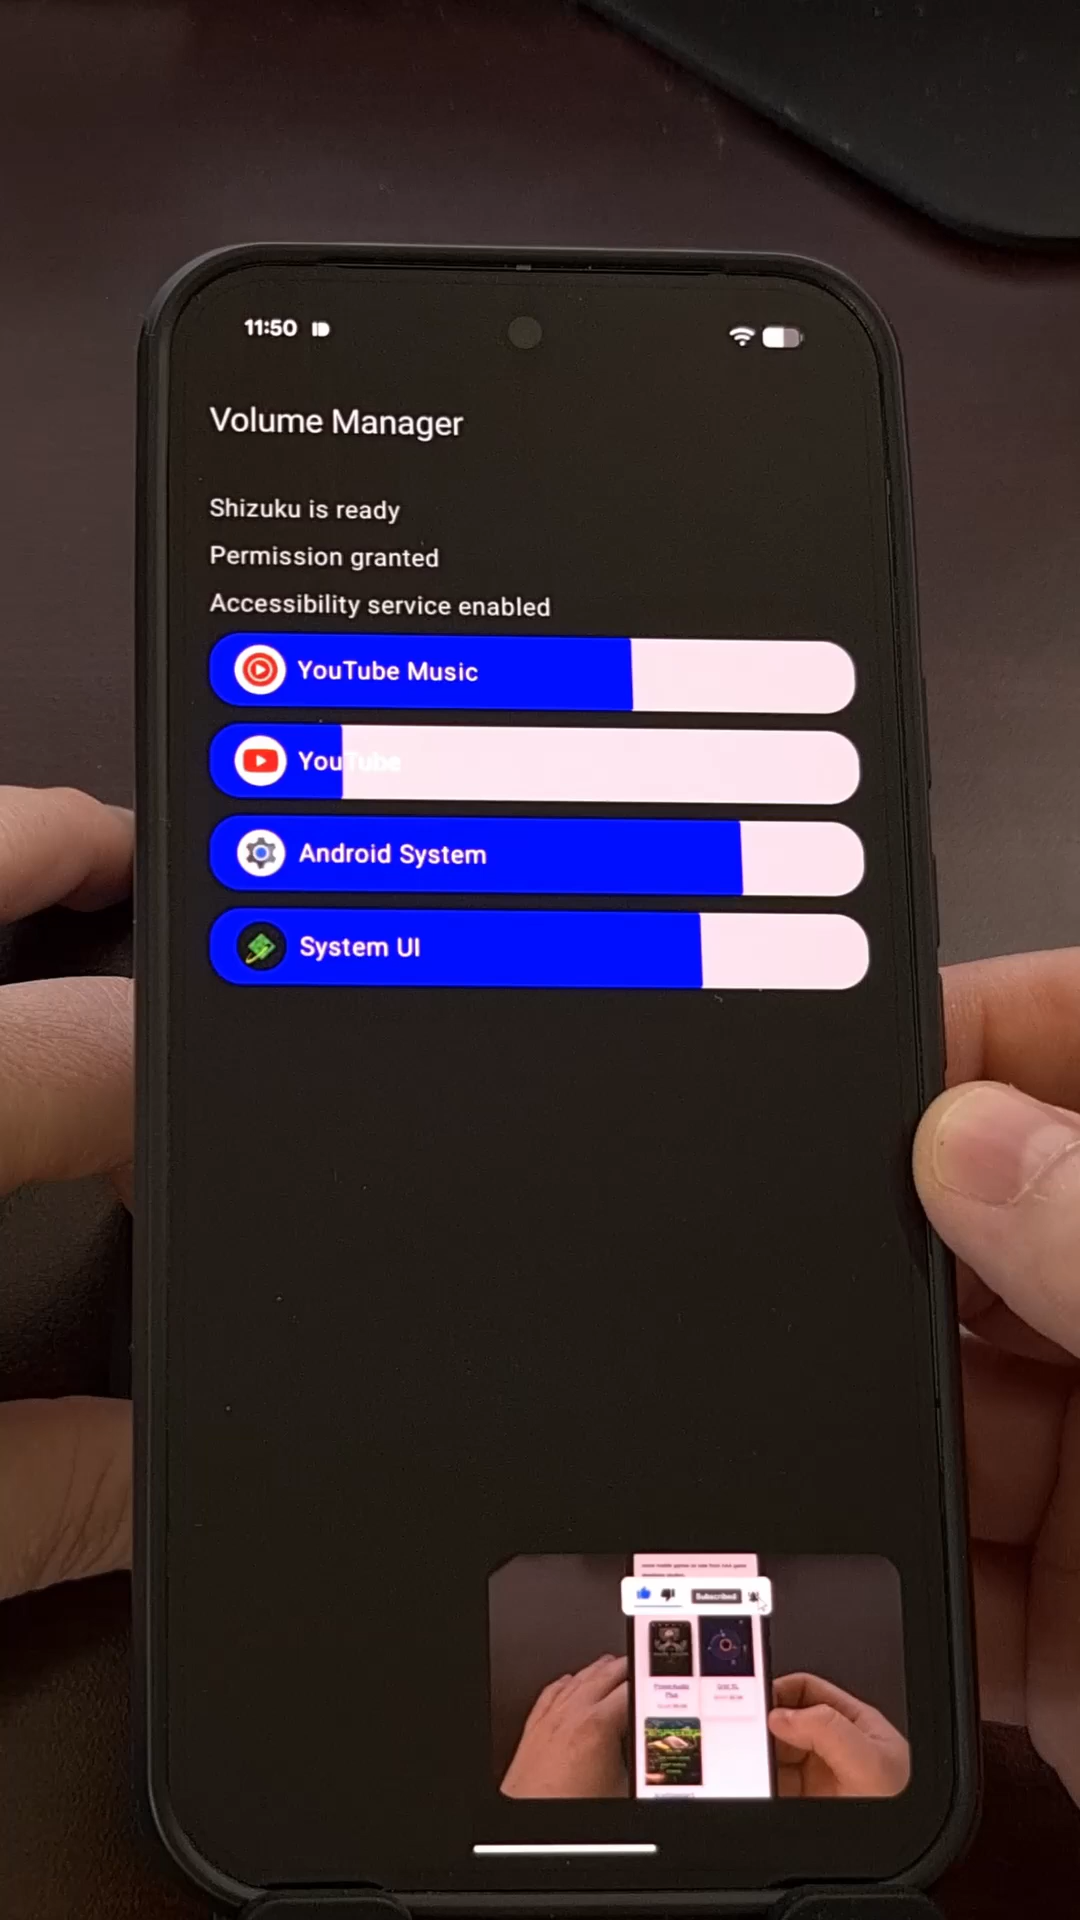 11:50
Volume Manager
Shizuku is ready
Permission granted
Accessibility service enabled
YouTube Music
YouTube
Android System
System UI
Subscribed